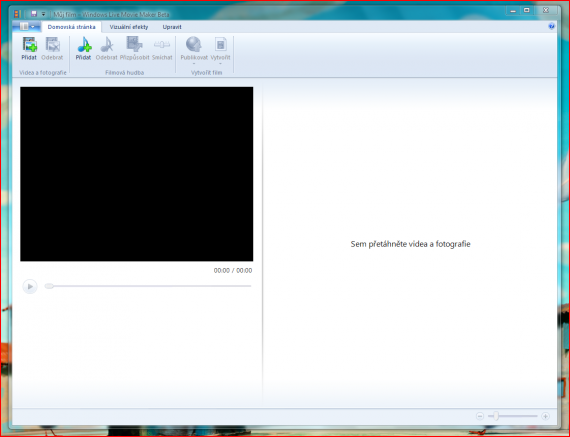 Můj film - Windows Live Movie Maker Beta
Domovská stránka Vizuální efekty Upravit
Přidat Odebrat Přidat Odebrat Přizpůsobit Smíchat Publikovat Vytvořit
Videa a fotografie Filmová hudba Vytvořit film
Sem přetáhněte videa a fotografie
00:00 / 00:00